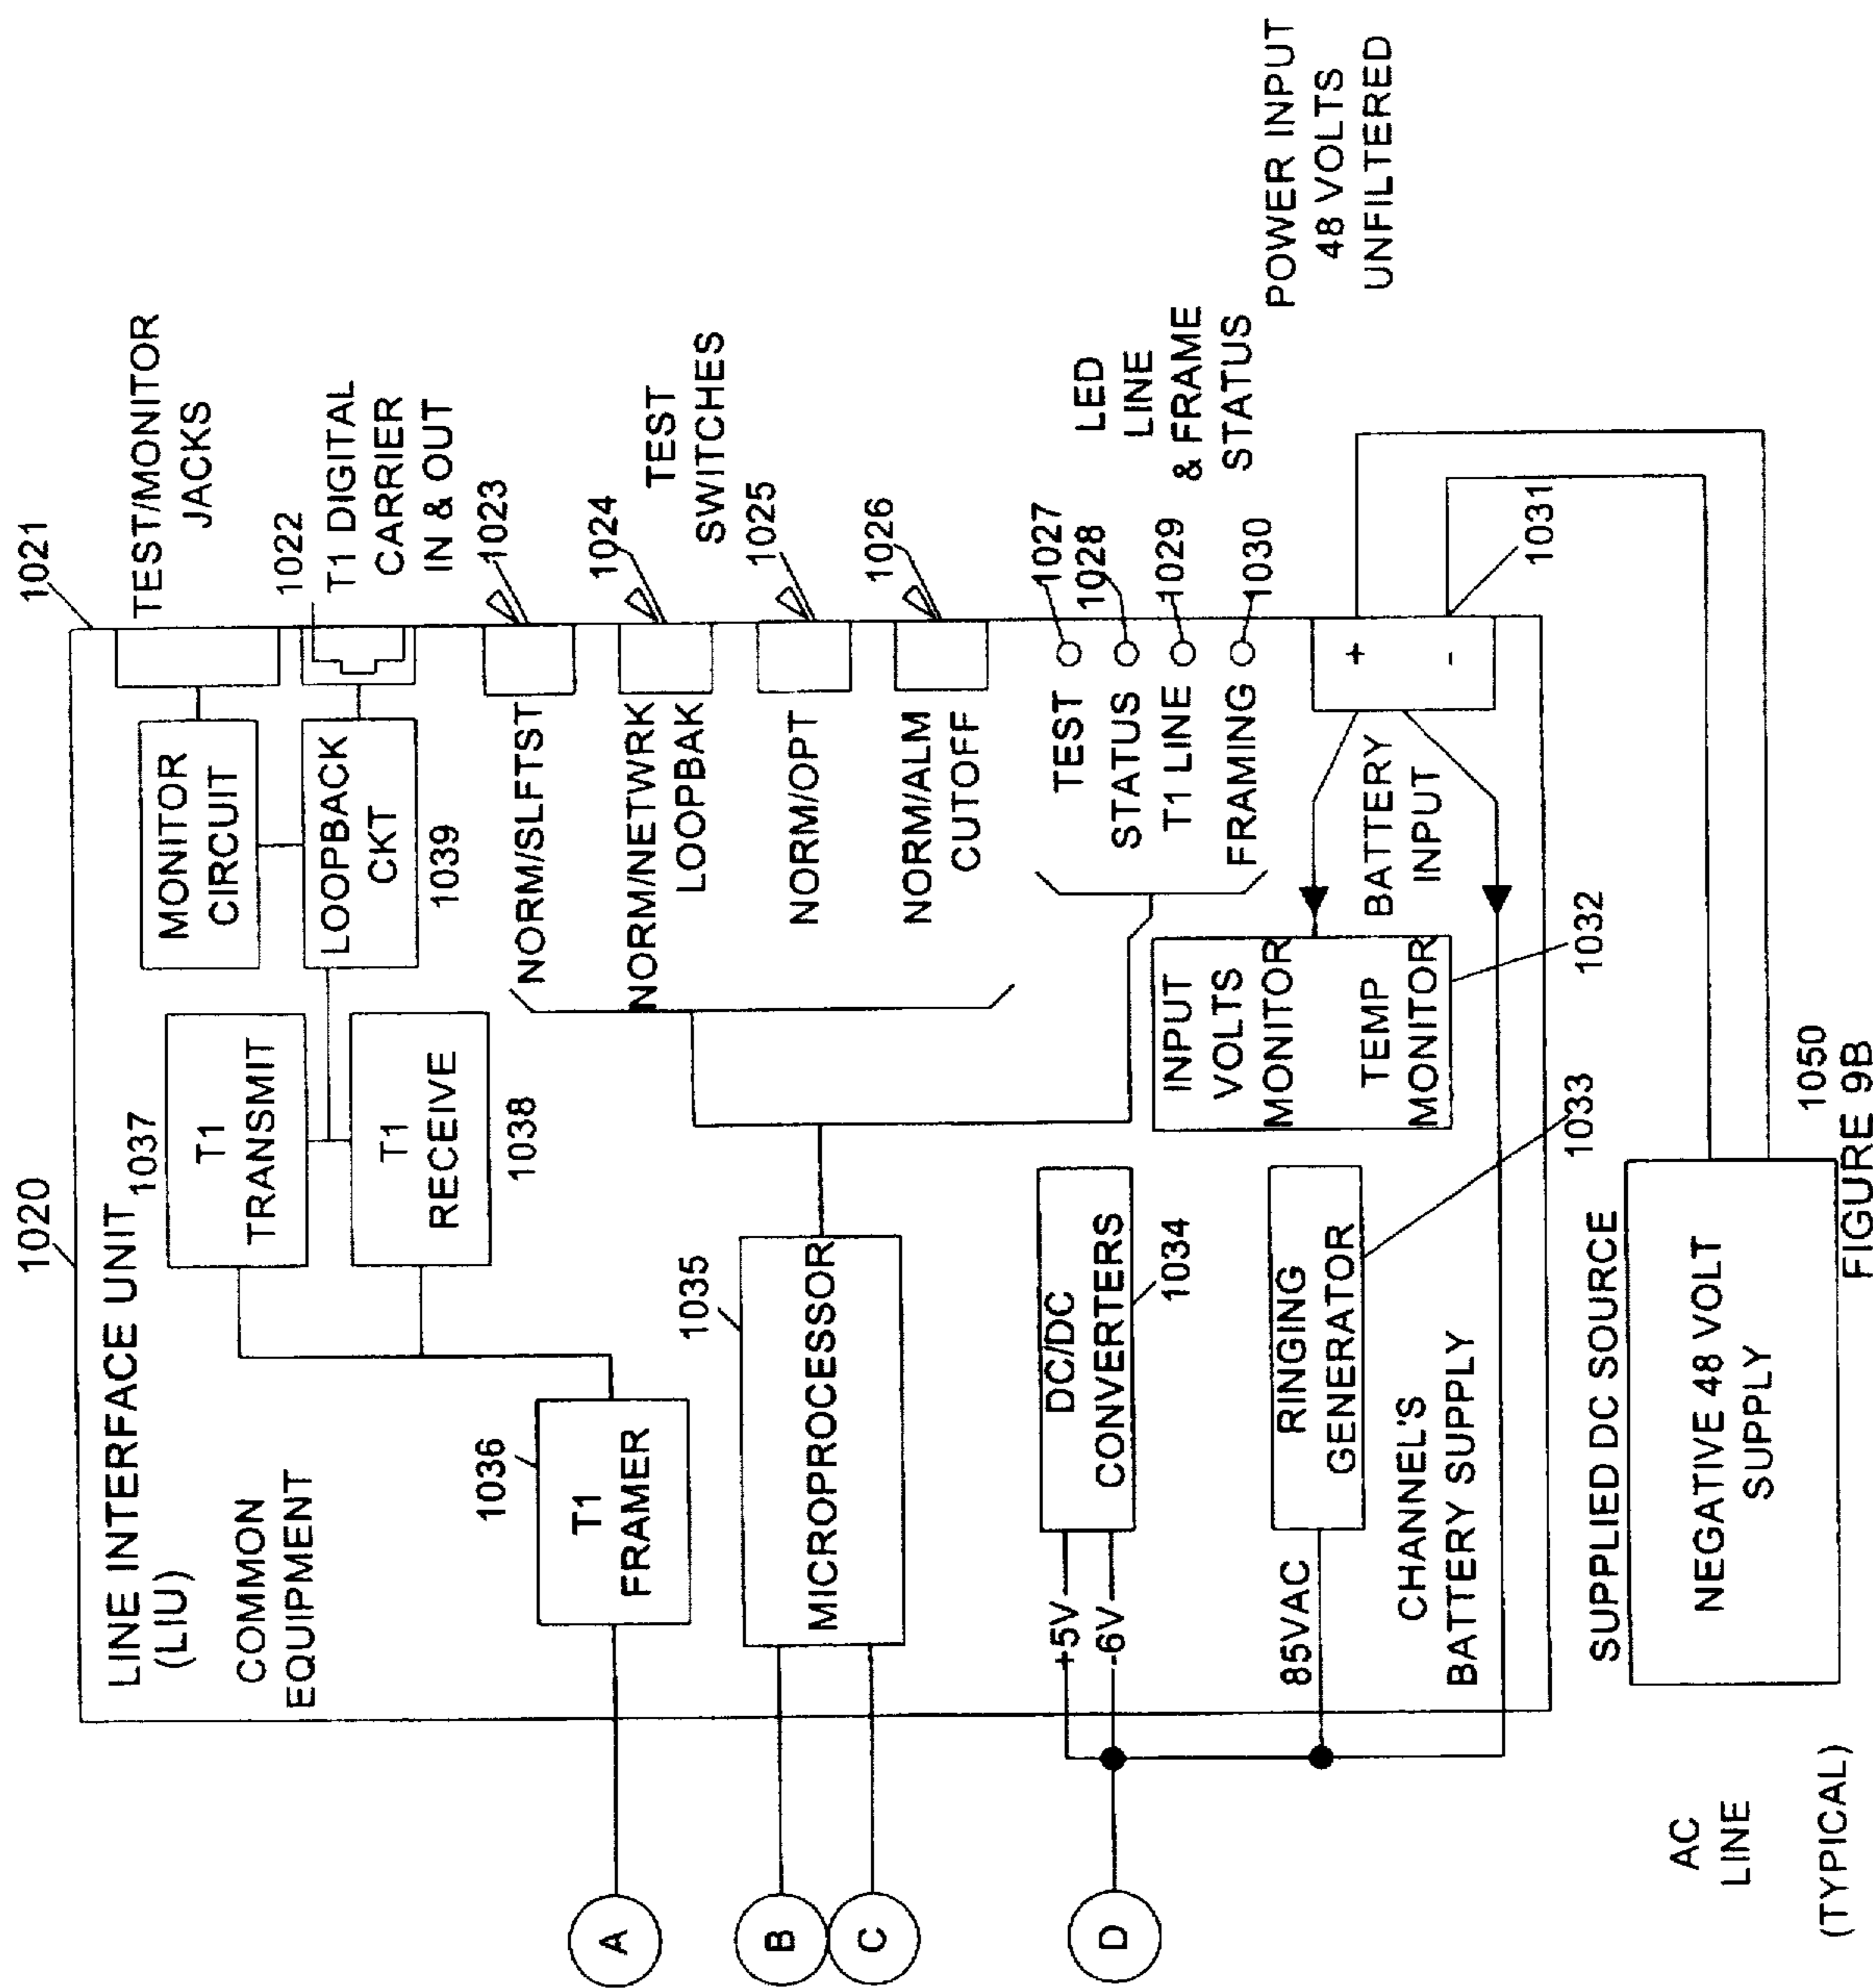 1020
LINE INTERFACE UNIT
(LIU)
COMMON
EQUIPMENT
1037
T1
TRANSMIT
T1
RECEIVE
1038
MONITOR
CIRCUIT
LOOPBACK
CKT
1039
1021
TEST/MONITOR
JACKS
1022
T1 DIGITAL
CARRIER
IN & OUT
1036
T1
FRAMER
A
NORM/SLFTST
1023
NORM/NETWRK
LOOPBAK
1024
TEST
SWITCHES
NORM/OPT
1025
NORM/ALM
CUTOFF
1026
1035
MICROPROCESSOR
B
C
TEST
1027
STATUS
1028
T1 LINE
1029
FRAMING
1030
LED
LINE
& FRAME
STATUS
DC/DC
CONVERTERS
1034
+5V
-6V
D
INPUT
VOLTS
MONITOR
TEMP
MONITOR
1032
BATTERY
INPUT
+
-
1031
POWER INPUT
48 VOLTS
UNFILTERED
RINGING
GENERATOR
1033
85VAC
CHANNEL'S
BATTERY SUPPLY
SUPPLIED DC SOURCE
NEGATIVE 48 VOLT
SUPPLY
1050
AC
LINE
(TYPICAL)
FIGURE 9B